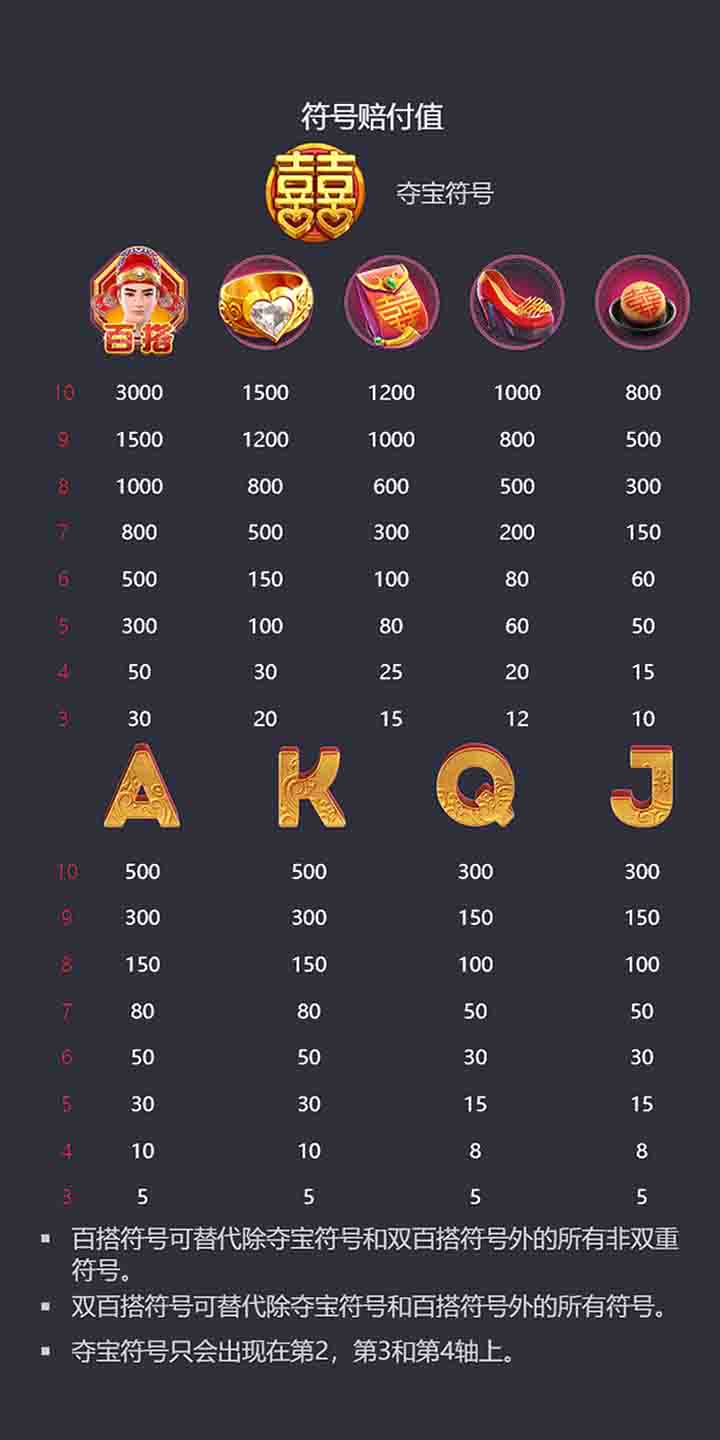 符号赔付值
囍
夺宝符号
百搭
囍
囍
10 3000 1500 1200 1000 800
9 1500 1200 1000 800 500
8 1000 800 600 500 300
7 800 500 300 200 150
6 500 150 100 80 60
5 300 100 80 60 50
4 50 30 25 20 15
3 30 20 15 12 10
A K Q J
10 500 500 300 300
9 300 300 150 150
8 150 150 100 100
7 80 80 50 50
6 50 50 30 30
5 30 30 15 15
4 10 10 8 8
3 5 5 5 5
▪ 百搭符号可替代除夺宝符号和双百搭符号外的所有非双重
符号。
▪ 双百搭符号可替代除夺宝符号和百搭符号外的所有符号。
▪ 夺宝符号只会出现在第2，第3和第4轴上。